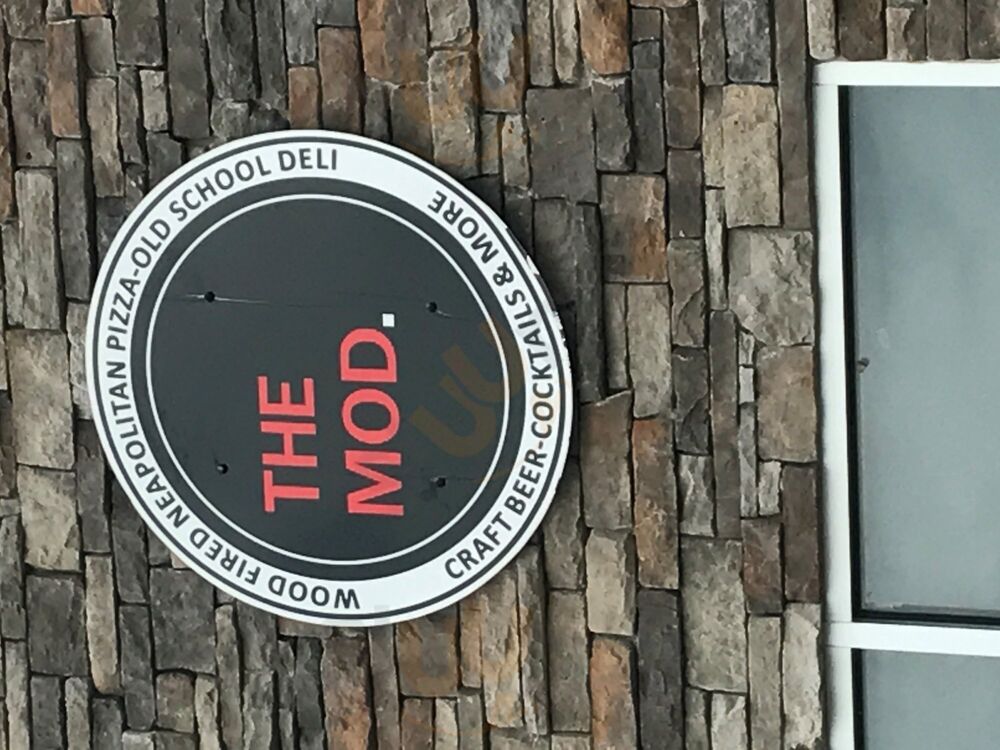 WOOD FIRED NEAPOLITAN PIZZA-OLD SCHOOL DELI
THE
MOD.
CRAFT BEER-COCKTAILS & MORE